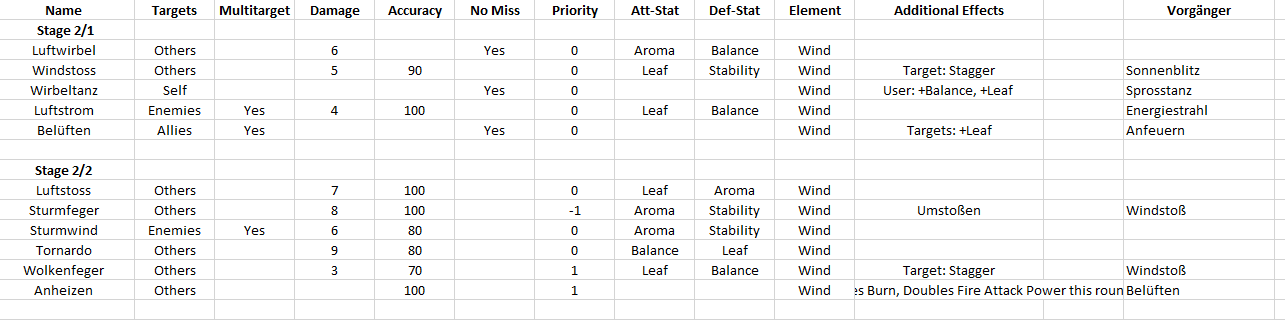 Name Targets Multitarget Damage Accuracy No Miss Priority Att-Stat Def-Stat Element Additional Effects Vorgänger
Stage 2/1
Luftwirbel Others 6 Yes 0 Aroma Balance Wind
Windstoss Others 5 90 0 Leaf Stability Wind Target: Stagger Sonnenblitz
Wirbeltanz Self Yes 0 Wind User: +Balance, +Leaf Sprosstanz
Luftstrom Enemies Yes 4 100 0 Leaf Balance Wind Energiestrahl
Belüften Allies Yes Yes 0 Wind Targets: +Leaf Anfeuern
Stage 2/2
Luftstoss Others 7 100 0 Leaf Aroma Wind
Sturmfeger Others 8 100 -1 Aroma Stability Wind Umstoßen Windstoß
Sturmwind Enemies Yes 6 80 0 Aroma Stability Wind
Tornardo Others 9 80 0 Balance Leaf Wind
Wolkenfeger Others 3 70 1 Leaf Balance Wind Target: Stagger Windstoß
Anheizen Others 100 1 Wind es Burn, Doubles Fire Attack Power this roun Belüften